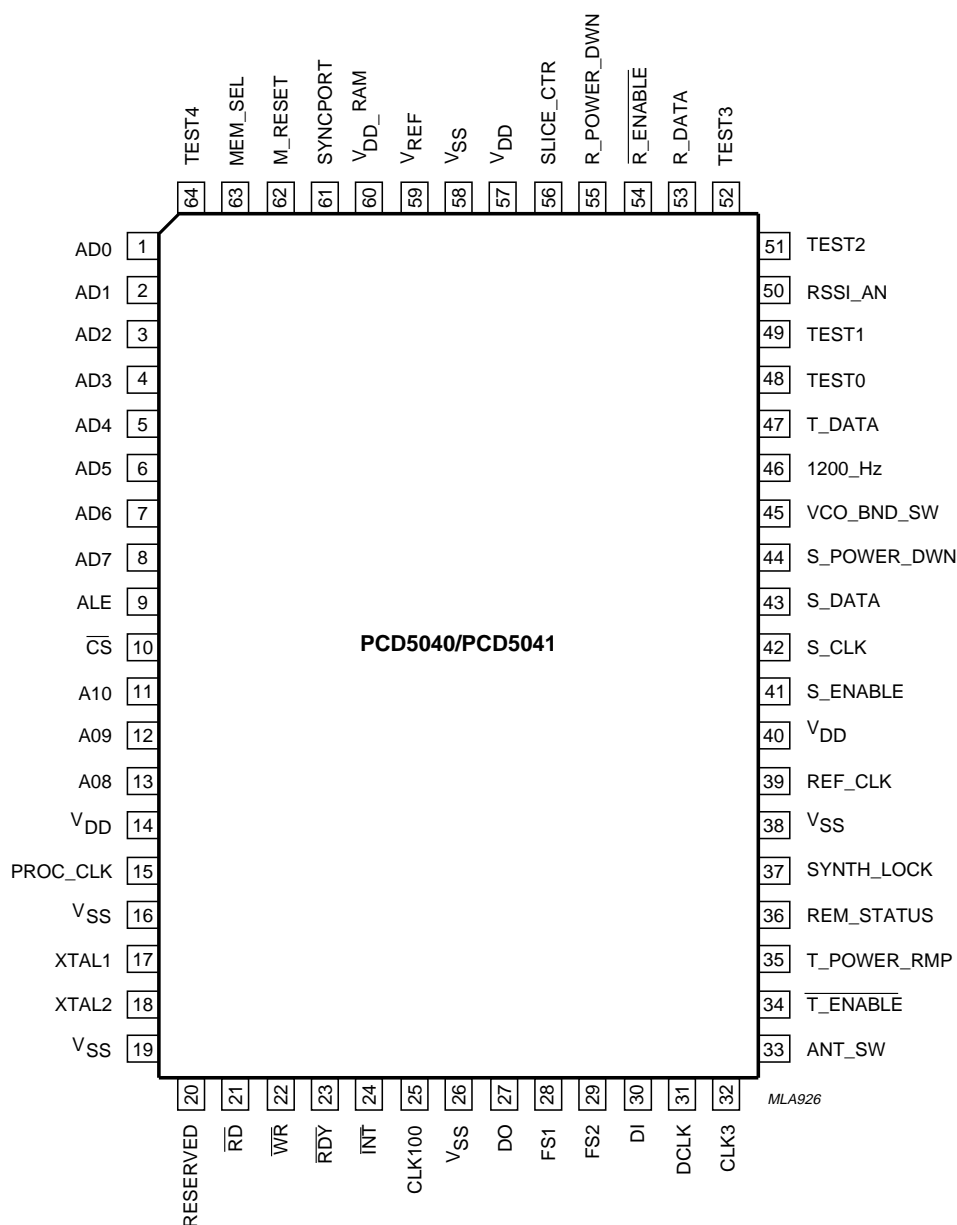 TEST4
MEM_SEL
M_RESET
SYNCPORT
VDD_RAM
VREF
VSS
VDD
SLICE_CTR
R_POWER_DWN
R_ENABLE
R_DATA
TEST3
64 63 62 61 60 59 58 57 56 55 54 53 52
AD0 1
AD1 2
AD2 3
AD3 4
AD4 5
AD5 6
AD6 7
AD7 8
ALE 9
CS 10
A10 11
A09 12
A08 13
VDD 14
PROC_CLK 15
VSS 16
XTAL1 17
XTAL2 18
VSS 19
PCD5040/PCD5041
51 TEST2
50 RSSI_AN
49 TEST1
48 TEST0
47 T_DATA
46 1200_Hz
45 VCO_BND_SW
44 S_POWER_DWN
43 S_DATA
42 S_CLK
41 S_ENABLE
40 VDD
39 REF_CLK
38 VSS
37 SYNTH_LOCK
36 REM_STATUS
35 T_POWER_RMP
34 T_ENABLE
33 ANT_SW
20 21 22 23 24 25 26 27 28 29 30 31 32
RESERVED
RD
WR
RDY
INT
CLK100
VSS
DO
FS1
FS2
DI
DCLK
CLK3
MLA926